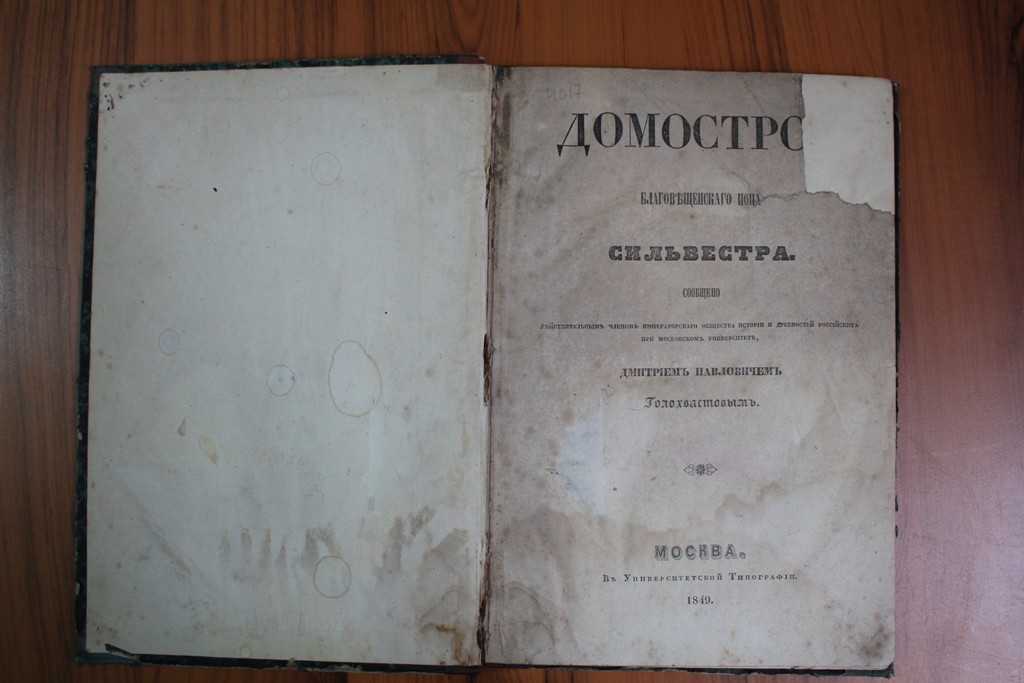 4017
ДОМОСТРО
БЛАГОВѢЩЕНСКАГО ПОПА
СИЛЬВЕСТРА.
СООБЩЕНО
ДѢЙСТВИТЕЛЬНЫМЪ ЧЛЕНОМЪ ИМПЕРАТОРСКАГО ОБЩЕСТВА ИСТОРІИ И ДРЕВНОСТЕЙ РОССІЙСКИХЪ
ПРИ МОСКОВСКОМЪ УНИВЕРСИТЕТѢ,
ДМИТРІЕМЪ ПАВЛОВИЧЕМЪ
Голохвастовымъ.
МОСКВА.
Въ Университетской Типографіи.
1849.